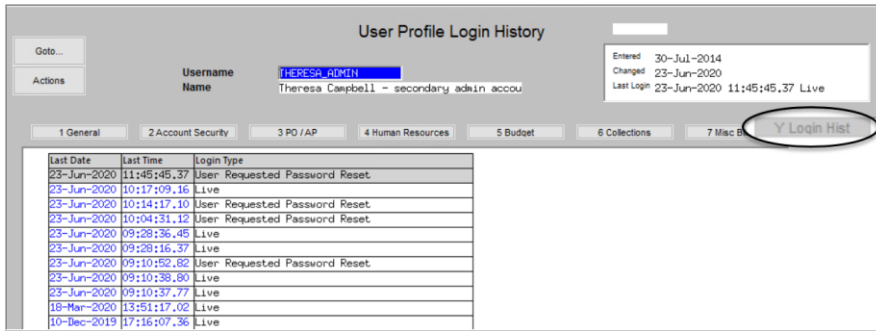 User Profile Login History
Goto...
Actions
Username THERESA_ADMIN
Name Theresa Campbell - secondary admin accou
Entered 30-Jul-2014
Changed 23-Jun-2020
Last Login 23-Jun-2020 11:45:45.37 Live
1 General 2 Account Security 3 PO / AP 4 Human Resources 5 Budget 6 Collections 7 Misc B Y Login Hist
Last Date Last Time Login Type
23-Jun-2020 11:45:45.37 User Requested Password Reset
23-Jun-2020 10:17:09.16 Live
23-Jun-2020 10:14:17.10 User Requested Password Reset
23-Jun-2020 10:04:31.12 User Requested Password Reset
23-Jun-2020 09:28:36.45 Live
23-Jun-2020 09:28:16.37 Live
23-Jun-2020 09:10:52.82 User Requested Password Reset
23-Jun-2020 09:10:38.80 Live
23-Jun-2020 09:10:37.77 Live
18-Mar-2020 13:51:17.02 Live
10-Dec-2019 17:16:07.36 Live